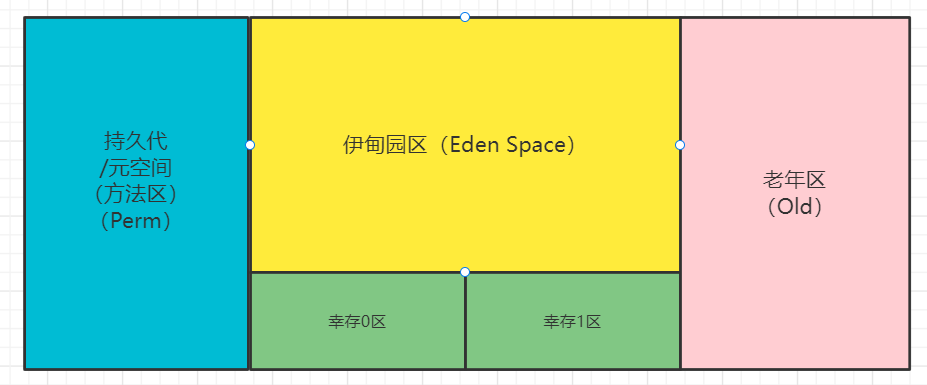 持久代
/元空间
（方法区）
（Perm）
伊甸园区（Eden Space）
幸存0区
幸存1区
老年区
（Old）